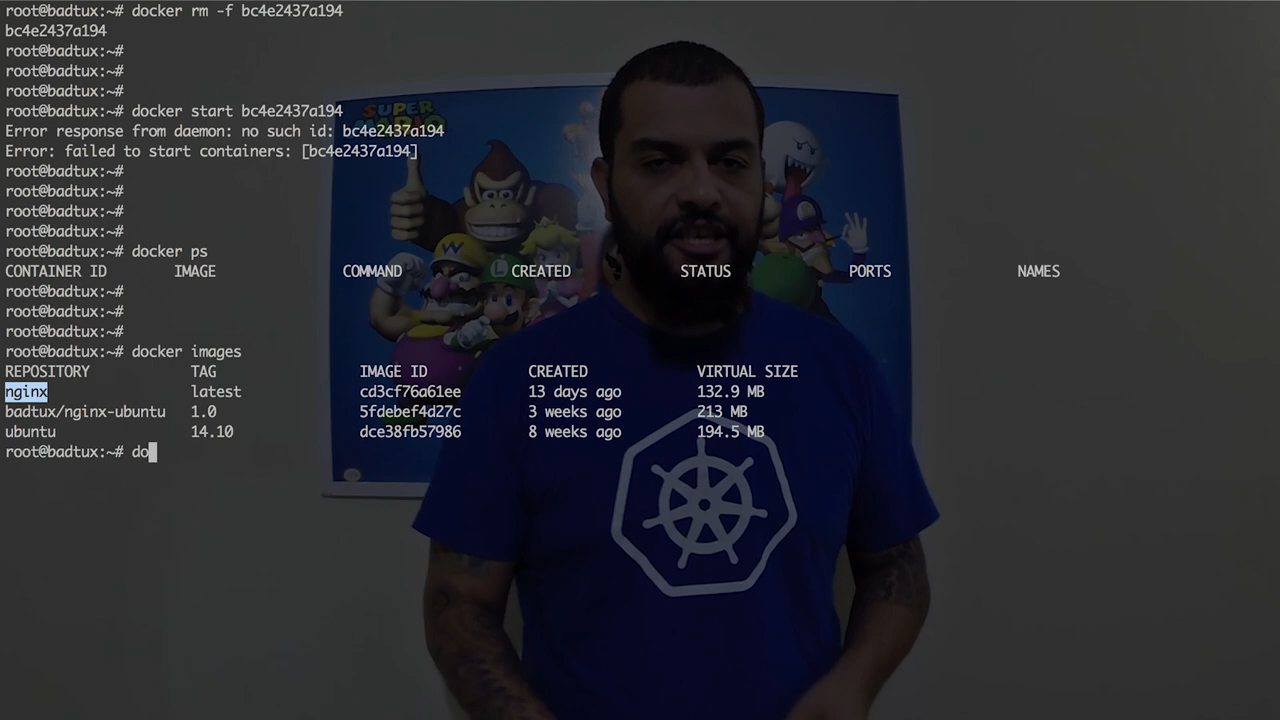 root@badtux:~# docker rm -f bc4e2437a194
bc4e2437a194
root@badtux:~#
root@badtux:~#
root@badtux:~#
root@badtux:~# docker start bc4e2437a194
SUPER
Error response from daemon: no such id: bc4e2437a194
Error: failed to start containers: [bc4e2437a194]
root@badtux:~#
root@badtux:~#
root@badtux:~#
root@badtux:~#
root@badtux:~# docker ps
CONTAINER ID IMAGE COMMAND CREATED STATUS PORTS NAMES
root@badtux:~#
root@badtux:~#
root@badtux:~#
root@badtux:~# docker images
REPOSITORY TAG IMAGE ID CREATED VIRTUAL SIZE
nginx latest cd3cf76a61ee 13 days ago 132.9 MB
badtux/nginx-ubuntu 1.0 5fdebef4d27c 3 weeks ago 213 MB
ubuntu 14.10 dce38fb57986 8 weeks ago 194.5 MB
root@badtux:~# do